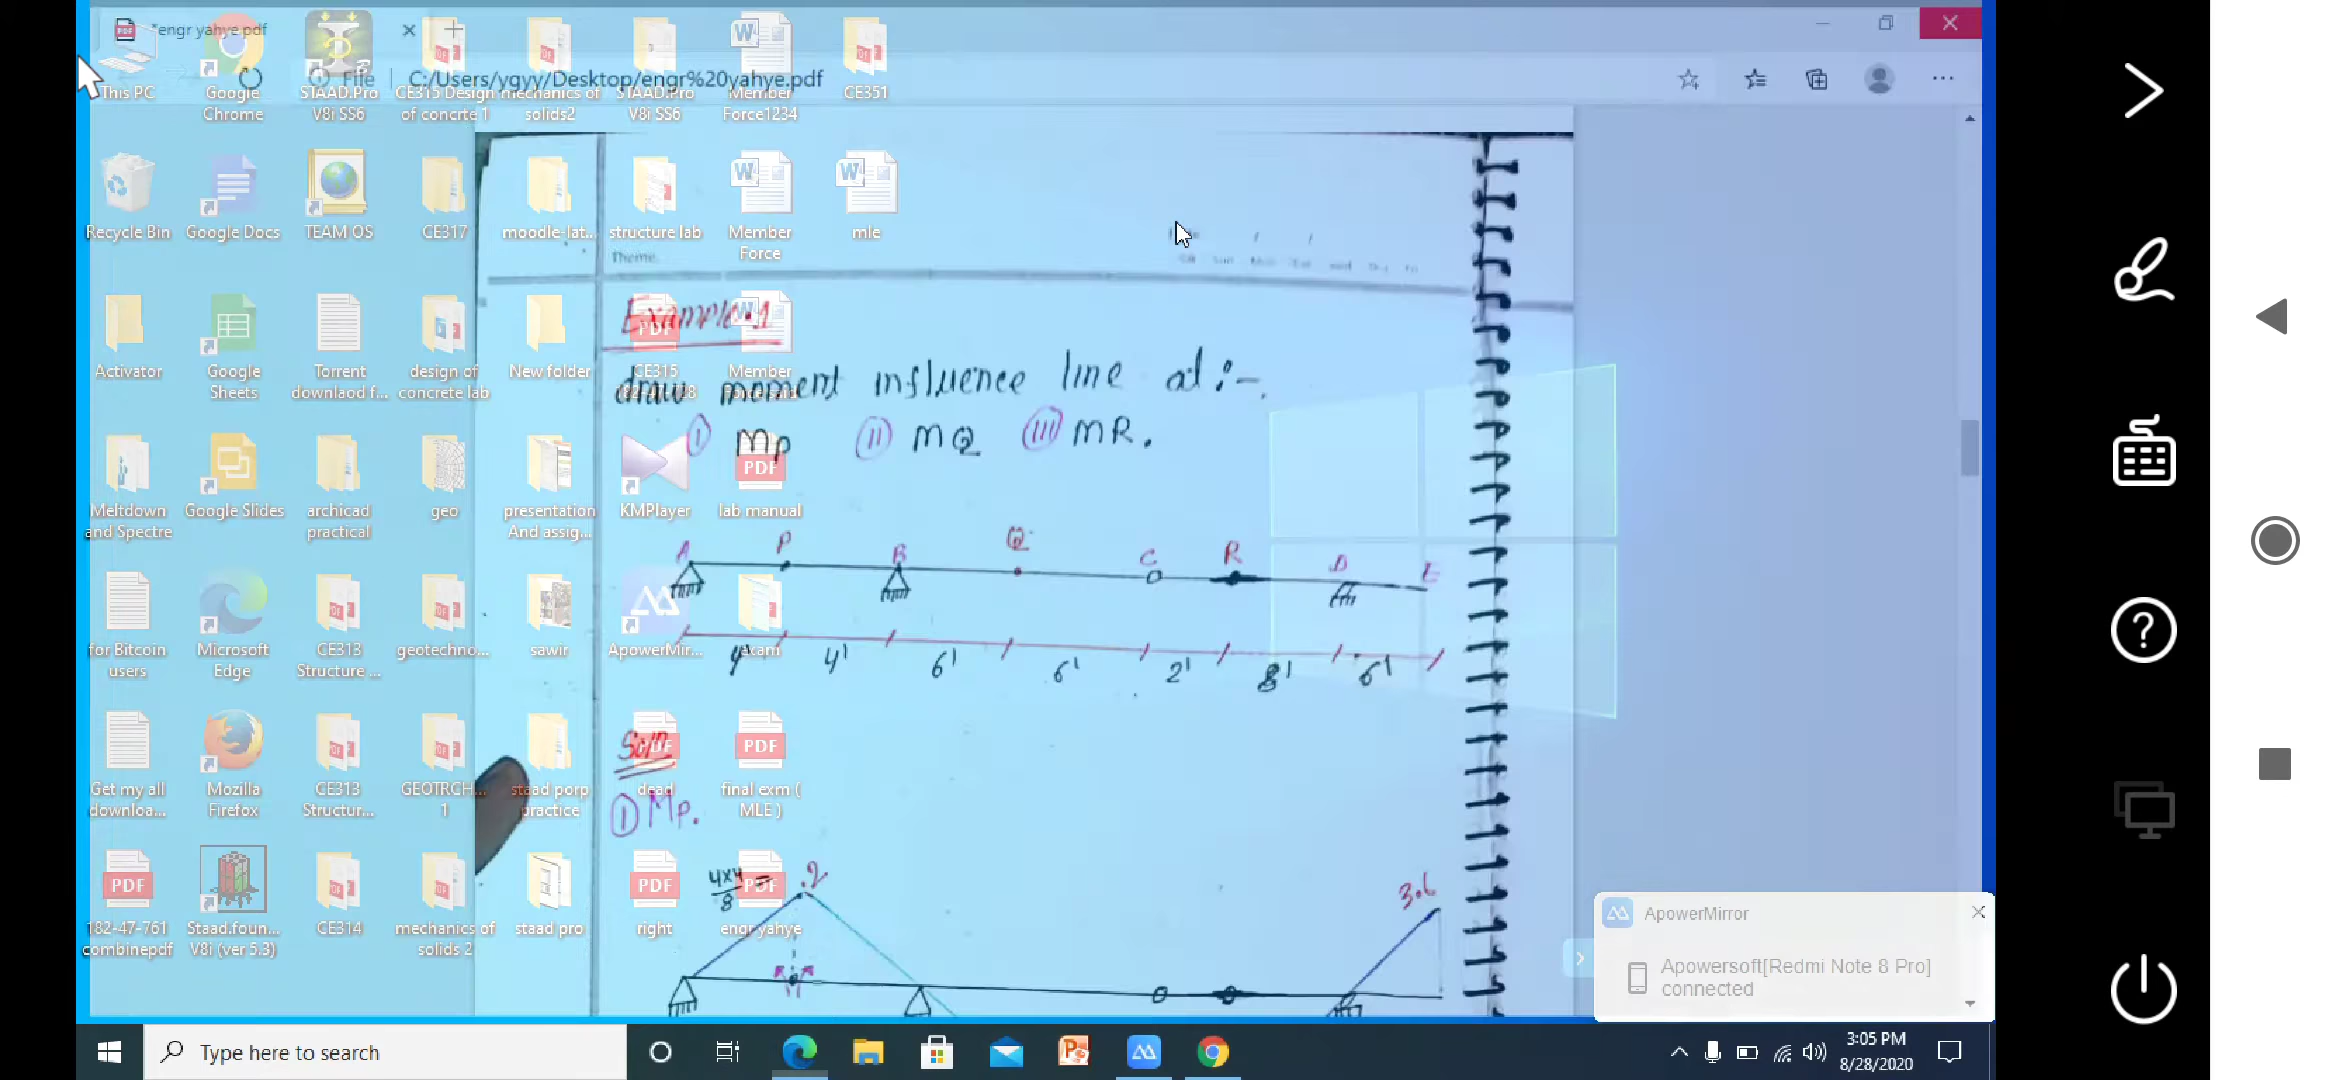 *engr yahye.pdf
File | C:/Users/ygyy/Desktop/engr%20yahye.pdf
This PC
Google Chrome
STAAD.Pro V8i SS6
CE315 Design of concrte 1
mechanics of solids2
STAAD.Pro V8i SS6
Member Force1234
CE351
Recycle Bin
Google Docs
TEAM OS
CE317
moodle-lat...
structure lab
Member Force
mle
Theme
Example 1
Activator
Google Sheets
Torrent downlaod f...
design of concrete lab
New folder
CE315
Member
draw moment influence line at :-
I Mp II MQ III MR.
Meltdown and Spectre
Google Slides
archicad practical
geo
presentation And assig...
KMPlayer
lab manual
A P B Q C R D E
for Bitcoin users
Microsoft Edge
CE313 Structure ...
geotechno...
sawir
ApowerMir...
exam
4' 4' 6' 6' 2' 8' 6'
Get my all downloa...
Mozilla Firefox
CE313 Structur...
GEOTRCH... 1
staad porp practice
dead
final exm ( MLE )
Soln
I Mp.
182-47-761 combinepdf
Staad.foun... V8i (ver 5.3)
CE314
mechanics of solids 2
staad pro
right
engr yahye
4x4/8 = 2
3.6
ApowerMirror
Apowersoft[Redmi Note 8 Pro]
connected
Type here to search
3:05 PM
8/28/2020